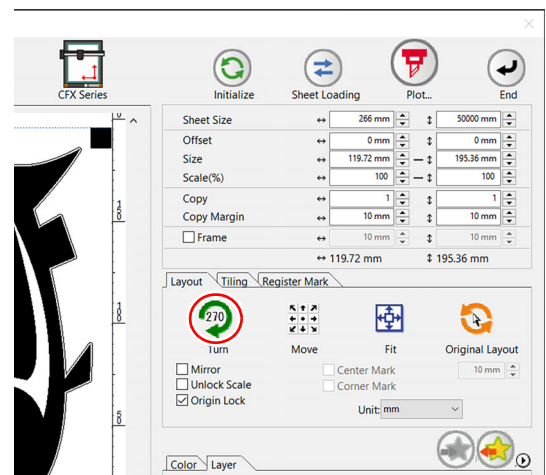 CFX Series
Initialize
Sheet Loading
Plot...
End
Sheet Size 266 mm 50000 mm
Offset 0 mm 0 mm
Size 119.72 mm 195.36 mm
Scale(%) 100 100
Copy 1 1
Copy Margin 10 mm 10 mm
Frame 10 mm 10 mm
119.72 mm 195.36 mm
Layout Tiling Register Mark
270
Turn Move Fit Original Layout
Mirror Center Mark 10 mm
Unlock Scale Corner Mark
Origin Lock
Unit: mm
Color Layer